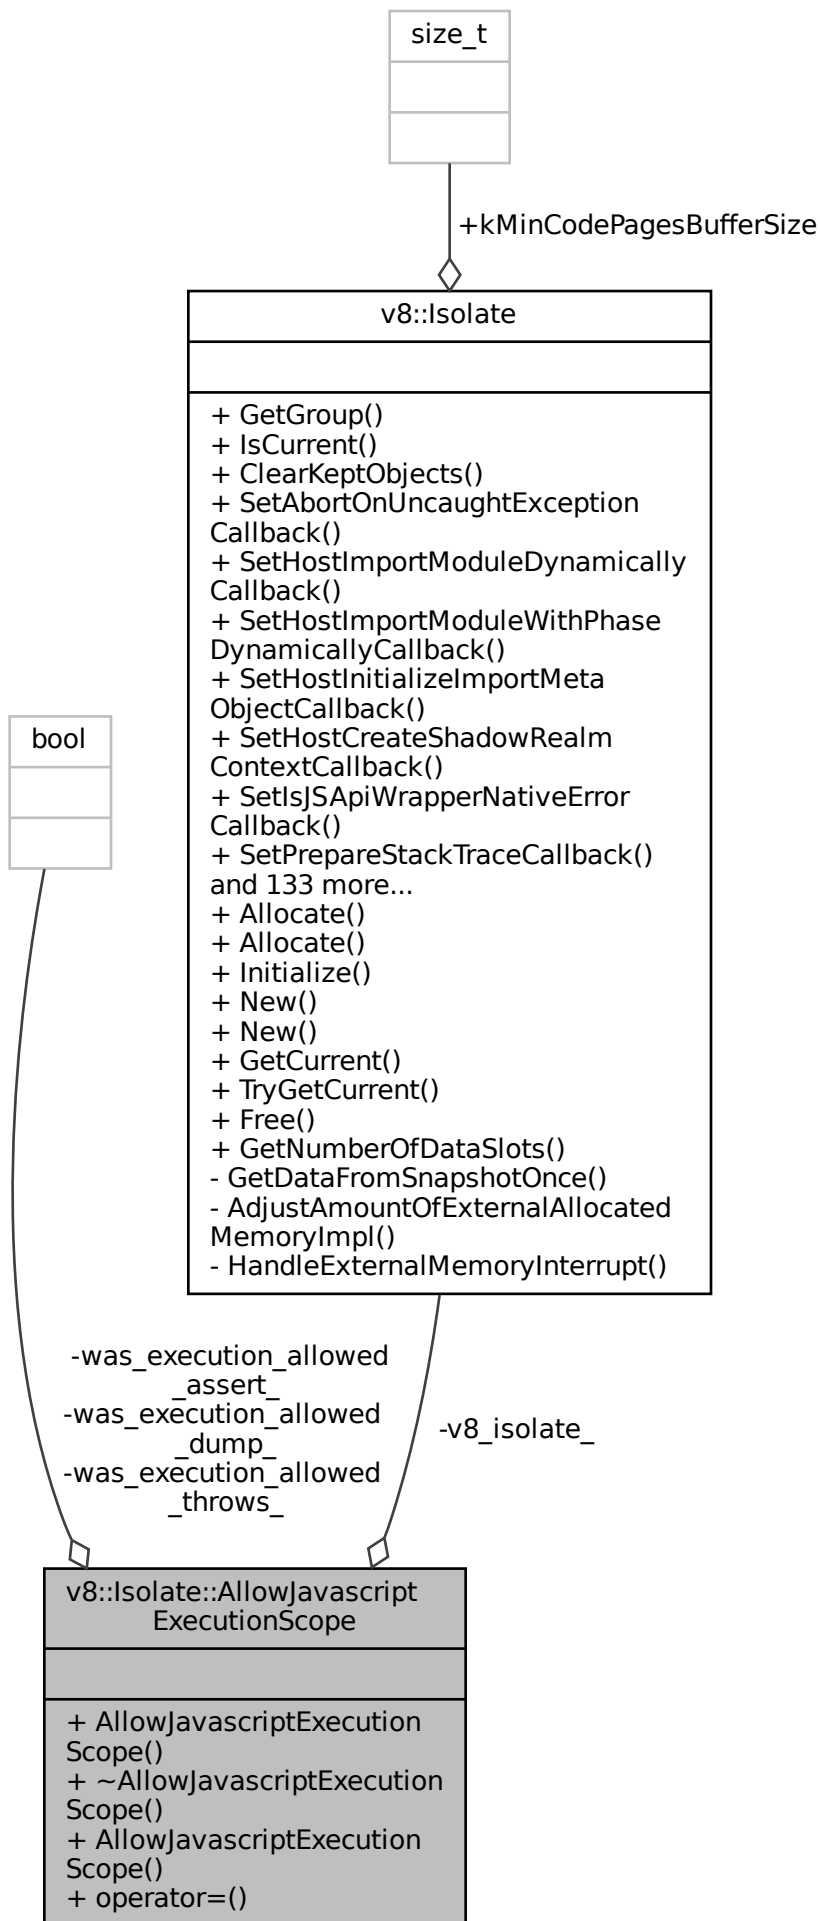 size_t
+kMinCodePagesBufferSize
v8::Isolate
+ GetGroup()
+ IsCurrent()
+ ClearKeptObjects()
+ SetAbortOnUncaughtException
Callback()
+ SetHostImportModuleDynamically
Callback()
+ SetHostImportModuleWithPhase
DynamicallyCallback()
+ SetHostInitializeImportMeta
ObjectCallback()
+ SetHostCreateShadowRealm
ContextCallback()
+ SetIsJSApiWrapperNativeError
Callback()
+ SetPrepareStackTraceCallback()
and 133 more...
+ Allocate()
+ Allocate()
+ Initialize()
+ New()
+ New()
+ GetCurrent()
+ TryGetCurrent()
+ Free()
+ GetNumberOfDataSlots()
- GetDataFromSnapshotOnce()
- AdjustAmountOfExternalAllocated
MemoryImpl()
- HandleExternalMemoryInterrupt()
bool
-was_execution_allowed
_assert_
-was_execution_allowed
_dump_
-was_execution_allowed
_throws_
-v8_isolate_
v8::Isolate::AllowJavascript
ExecutionScope
+ AllowJavascriptExecution
Scope()
+ ~AllowJavascriptExecution
Scope()
+ AllowJavascriptExecution
Scope()
+ operator=()